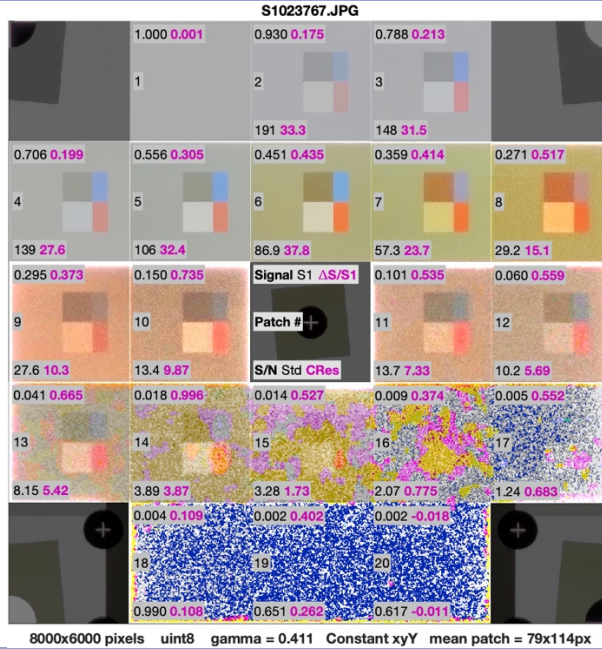 S1023767.JPG
1.000 0.001 0.930 0.175 0.788 0.213
1 2 3
191 33.3 148 31.5
0.706 0.199 0.556 0.305 0.451 0.435 0.359 0.414 0.271 0.517
4 5 6 7 8
139 27.6 106 32.4 86.9 37.8 57.3 23.7 29.2 15.1
0.295 0.373 0.150 0.735 Signal S1 ΔS/S1 0.101 0.535 0.060 0.559
9 10 Patch # 11 12
27.6 10.3 13.4 9.87 S/N Std CRes 13.7 7.33 10.2 5.69
0.041 0.665 0.018 0.996 0.014 0.527 0.009 0.374 0.005 0.552
13 14 15 16 17
8.15 5.42 3.89 3.87 3.28 1.73 2.07 0.775 1.24 0.683
0.004 0.109 0.002 0.402 0.002 -0.018
18 19 20
0.990 0.108 0.651 0.262 0.617 -0.011
8000x6000 pixels uint8 gamma = 0.411 Constant xyY mean patch = 79x114px